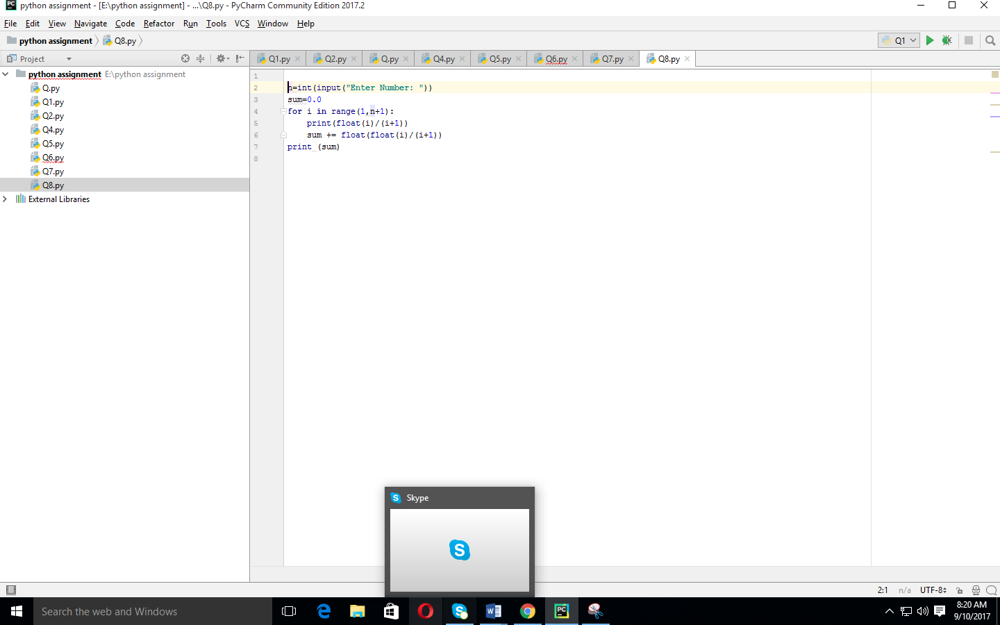 python assignment - [E:\python assignment] - ...\Q8.py - PyCharm Community Edition 2017.2
File Edit View Navigate Code Refactor Run Tools VCS Window Help
python assignment Q8.py Q1
Project Q1.py Q2.py Q.py Q4.py Q5.py Q6.py Q7.py Q8.py
python assignment E:\python assignment
Q.py
Q1.py
Q2.py
Q4.py
Q5.py
Q6.py
Q7.py
Q8.py
External Libraries
1
2 n=int(input("Enter Number: "))
3 sum=0.0
4 for i in range(1,n+1):
5 print(float(i)/(i+1))
6 sum += float(float(i)/(i+1))
7 print (sum)
8
Skype
2:1 n/a UTF-8
Search the web and Windows
8:20 AM
9/10/2017